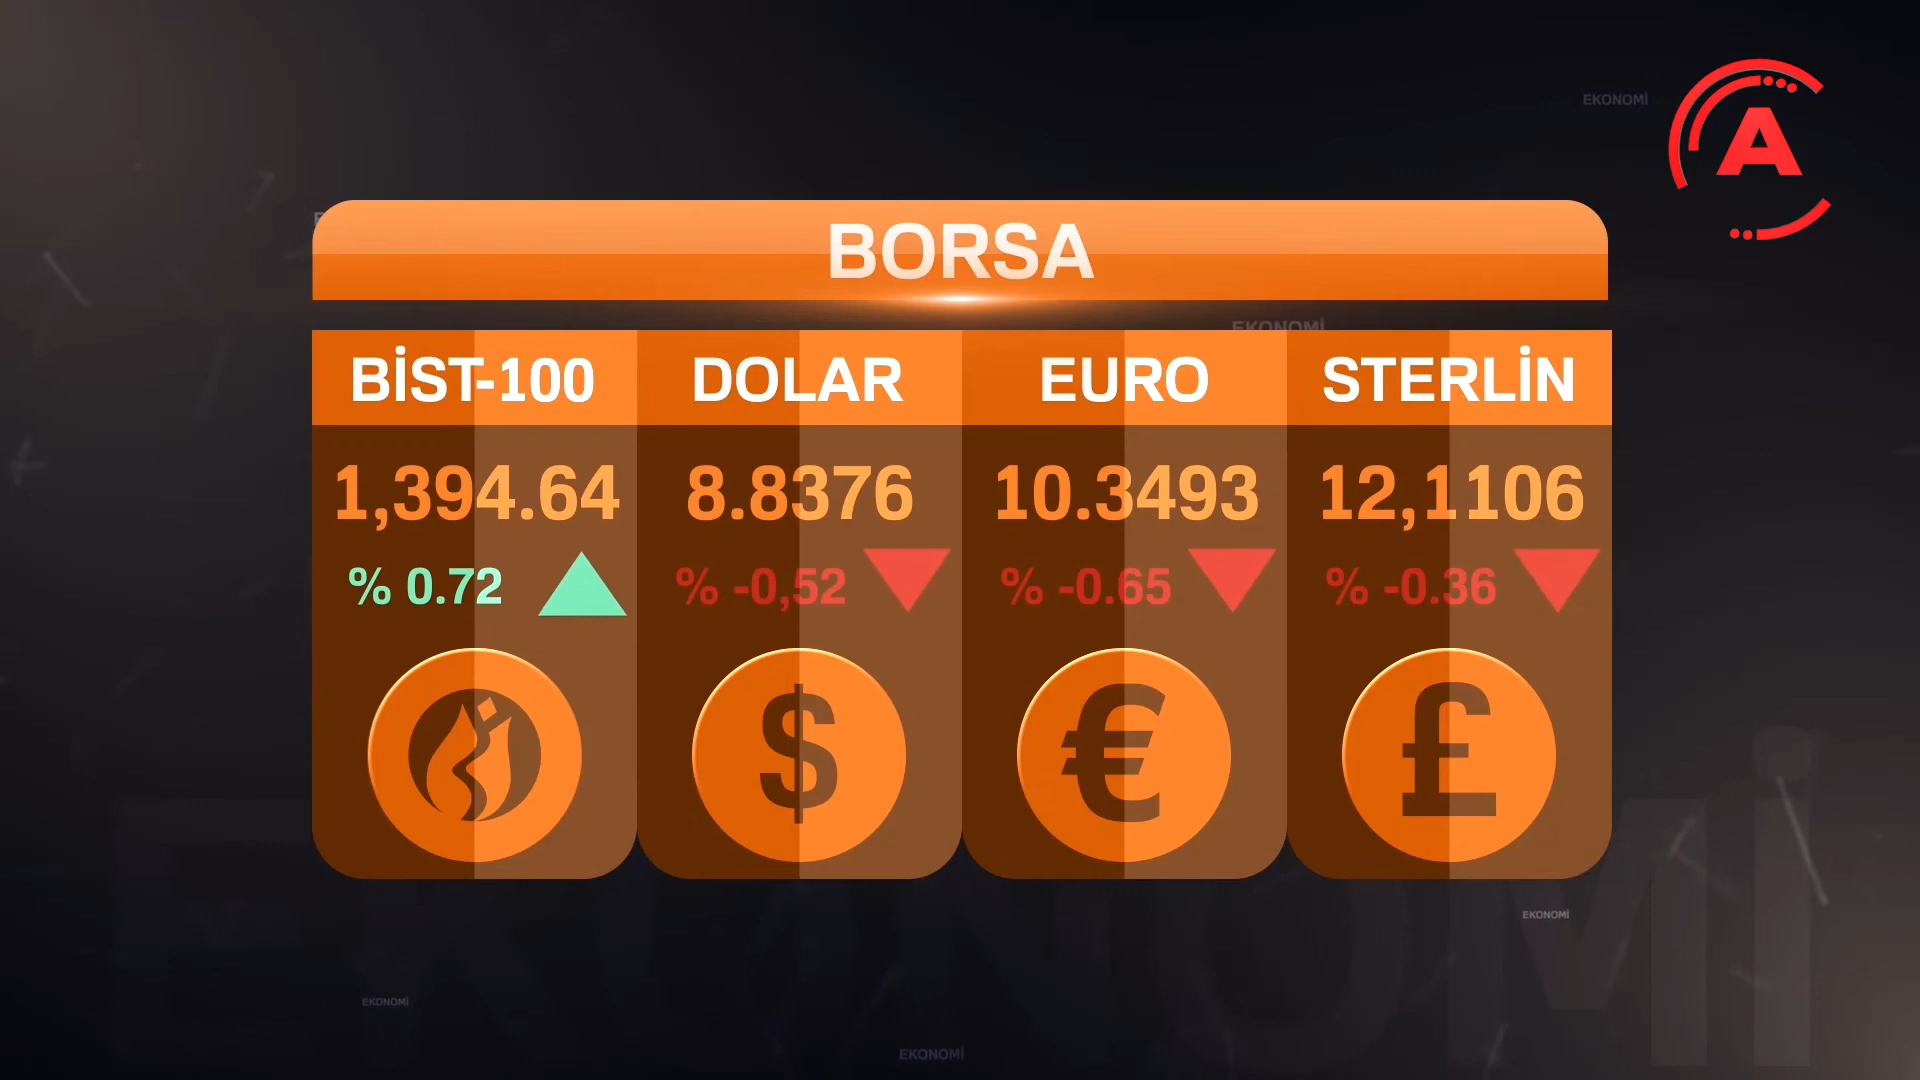 EKONOMİ
A
BORSA
EKONOMİ
BİST-100 DOLAR EURO STERLİN
1,394.64 8.8376 10.3493 12,1106
% 0.72 % -0,52 % -0.65 % -0.36
$ € £
EKONOMİ
EKONOMİ
EKONOMİ
EKONOMİ